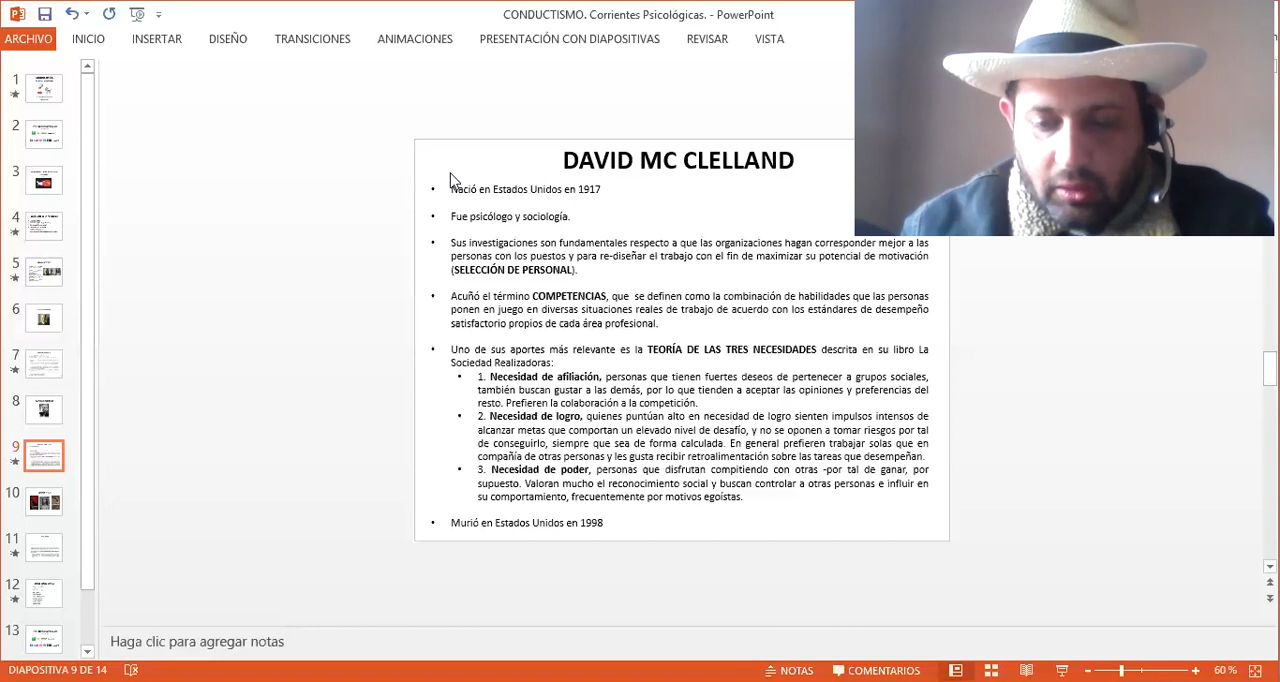 CONDUCTISMO. Corrientes Psicológicas. - PowerPoint
ARCHIVO INICIO INSERTAR DISEÑO TRANSICIONES ANIMACIONES PRESENTACIÓN CON DIAPOSITIVAS REVISAR VISTA
1
2
3
4
5
6
7
8
9
10
11
12
13
DAVID MC CLELLAND
• Nació en Estados Unidos en 1917
• Fue psicólogo y sociología.
• Sus investigaciones son fundamentales respecto a que las organizaciones hagan corresponder mejor a las
personas con los puestos y para re-diseñar el trabajo con el fin de maximizar su potencial de motivación
(SELECCIÓN DE PERSONAL).
• Acuñó el término COMPETENCIAS, que se definen como la combinación de habilidades que las personas
ponen en juego en diversas situaciones reales de trabajo de acuerdo con los estándares de desempeño
satisfactorio propios de cada área profesional.
• Uno de sus aportes más relevante es la TEORÍA DE LAS TRES NECESIDADES descrita en su libro La
Sociedad Realizadoras:
• 1. Necesidad de afiliación, personas que tienen fuertes deseos de pertenecer a grupos sociales,
también buscan gustar a las demás, por lo que tienden a aceptar las opiniones y preferencias del
resto. Prefieren la colaboración a la competición.
• 2. Necesidad de logro, quienes puntúan alto en necesidad de logro sienten impulsos intensos de
alcanzar metas que comportan un elevado nivel de desafío, y no se oponen a tomar riesgos por tal
de conseguirlo, siempre que sea de forma calculada. En general prefieren trabajar solas que en
compañía de otras personas y les gusta recibir retroalimentación sobre las tareas que desempeñan.
• 3. Necesidad de poder, personas que disfrutan compitiendo con otras -por tal de ganar, por
supuesto. Valoran mucho el reconocimiento social y buscan controlar a otras personas e influir en
su comportamiento, frecuentemente por motivos egoístas.
• Murió en Estados Unidos en 1998
Haga clic para agregar notas
DIAPOSITIVA 9 DE 14 NOTAS COMENTARIOS 60 %